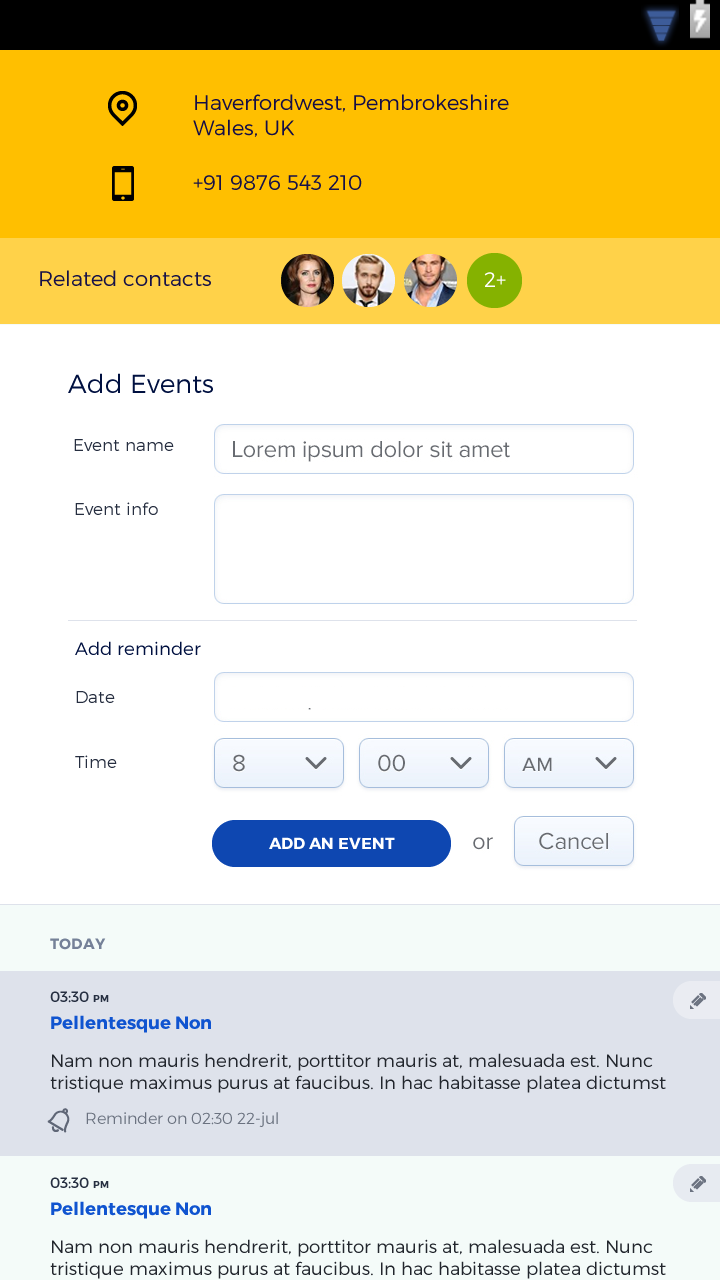 Haverfordwest, Pembrokeshire
Wales, UK
+91 9876 543 210
Related contacts
2+
Add Events
Event name
Lorem ipsum dolor sit amet
Event info
Add reminder
Date
.
Time
8
00
AM
ADD AN EVENT
or
Cancel
TODAY
03:30 PM
Pellentesque Non
Nam non mauris hendrerit, porttitor mauris at, malesuada est. Nunc
tristique maximus purus at faucibus. In hac habitasse platea dictumst
Reminder on 02:30 22-jul
03:30 PM
Pellentesque Non
Nam non mauris hendrerit, porttitor mauris at, malesuada est. Nunc
tristique maximus purus at faucibus. In hac habitasse platea dictumst